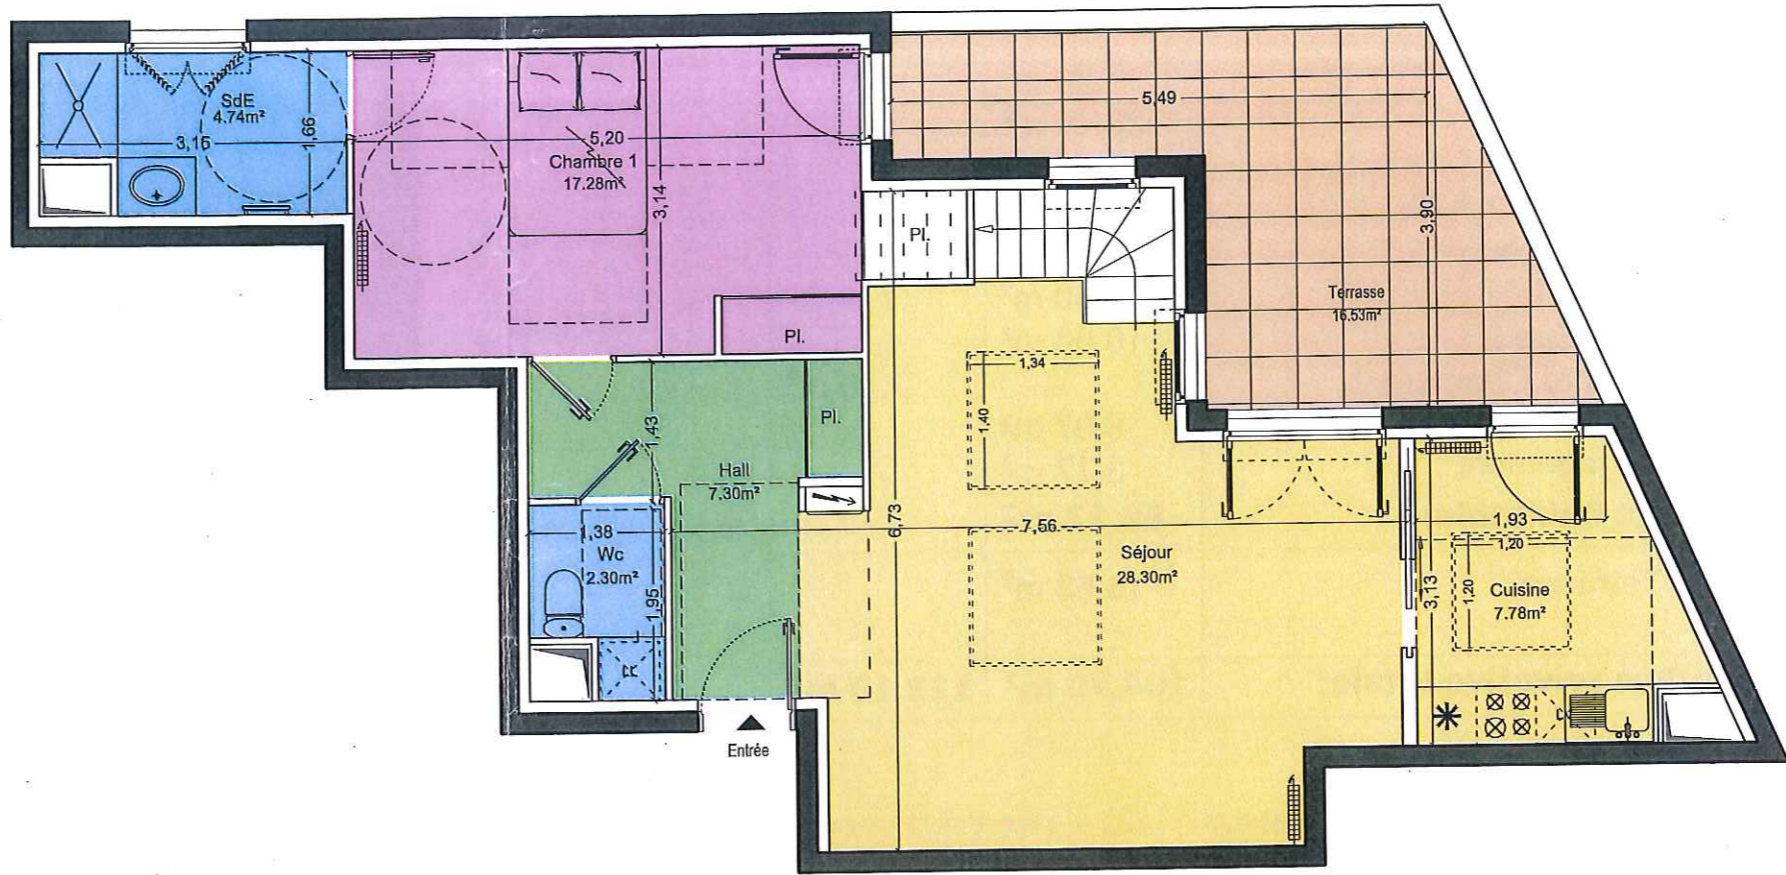 SdE
4.74m²
3,15
1,66
5,20
Chambre 1
17.28m²
3,14
5,49
3,90
Pl.
Terrasse
16.53m²
Pl.
1,34
1,40
Pl.
1,43
Hall
7.30m²
6,73
7,56
1,93
1,20
1,38
Wc
2.30m²
1,95
Séjour
28.30m²
3,13
1,20
Cuisine
7.78m²
Entrée